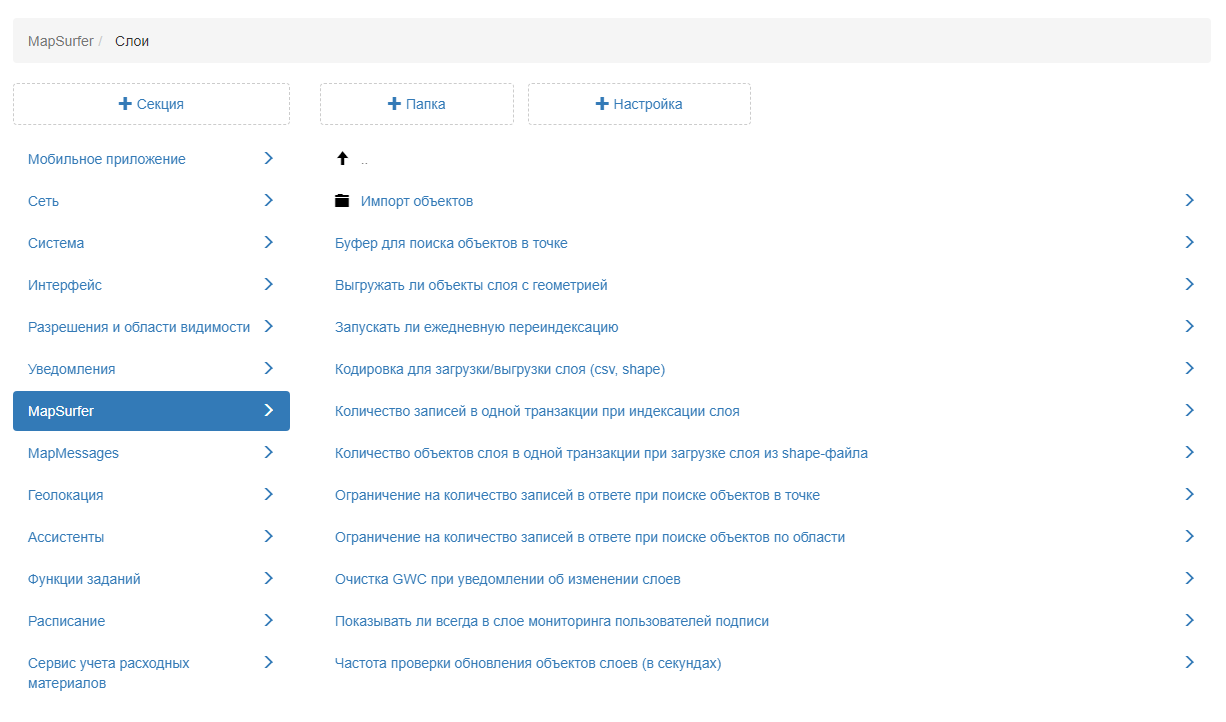 MapSurfer / Слои
Секция
Папка
Настройка
Мобильное приложение
Сеть
Система
Интерфейс
Разрешения и области видимости
Уведомления
MapSurfer
MapMessages
Геолокация
Ассистенты
Функции заданий
Расписание
Сервис учета расходных
материалов
..
Импорт объектов
Буфер для поиска объектов в точке
Выгружать ли объекты слоя с геометрией
Запускать ли ежедневную переиндексацию
Кодировка для загрузки/выгрузки слоя (csv, shape)
Количество записей в одной транзакции при индексации слоя
Количество объектов слоя в одной транзакции при загрузке слоя из shape-файла
Ограничение на количество записей в ответе при поиске объектов в точке
Ограничение на количество записей в ответе при поиске объектов по области
Очистка GWC при уведомлении об изменении слоев
Показывать ли всегда в слое мониторинга пользователей подписи
Частота проверки обновления объектов слоев (в секундах)